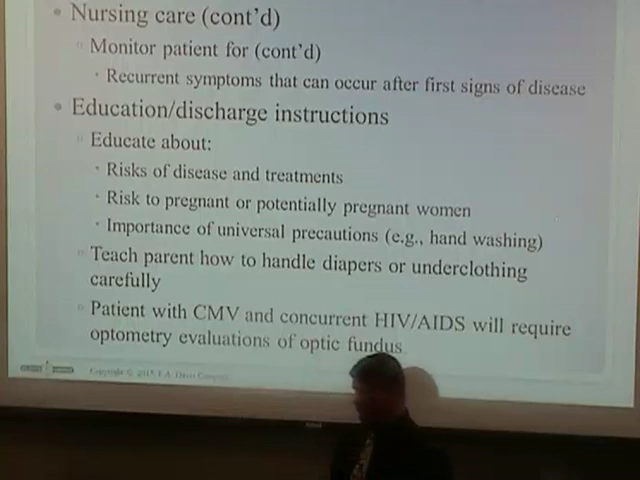 Nursing care (cont'd)
Monitor patient for (cont'd)
Recurrent symptoms that can occur after first signs of disease
Education/discharge instructions
Educate about:
Risks of disease and treatments
Risk to pregnant or potentially pregnant women
Importance of universal precautions (e.g., hand washing)
Teach parent how to handle diapers or underclothing
carefully
Patient with CMV and concurrent HIV/AIDS will require
optometry evaluations of optic fundus
Copyright © F.A. Davis Company